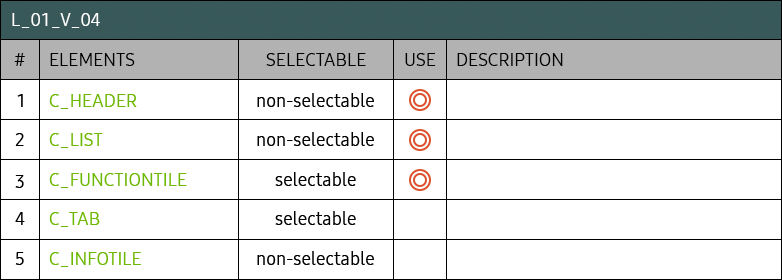 L_01_V_04
# ELEMENTS SELECTABLE USE DESCRIPTION
1 C_HEADER non-selectable ◎
2 C_LIST non-selectable ◎
3 C_FUNCTIONTILE selectable ◎
4 C_TAB selectable
5 C_INFOTILE non-selectable